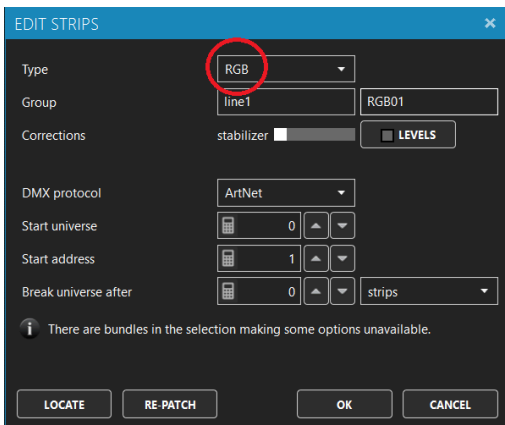 EDIT STRIPS
Type RGB
Group line1 RGB01
Corrections stabilizer LEVELS
DMX protocol ArtNet
Start universe 0
Start address 1
Break universe after 0 strips
There are bundles in the selection making some options unavailable.
LOCATE RE-PATCH OK CANCEL